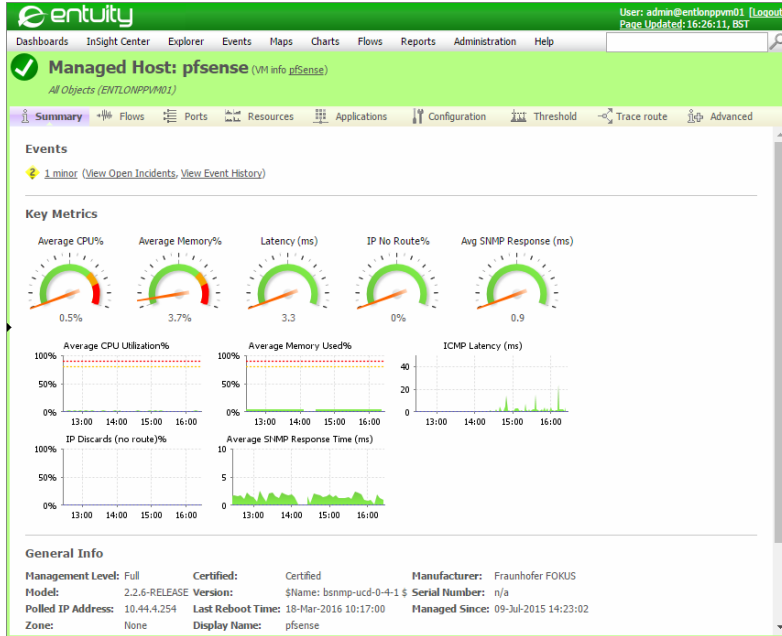 entuity
User: admin@entlonppvm01 [Logout
Page Updated: 16:26:11, BST
Dashboards InSight Center Explorer Events Maps Charts Flows Reports Administration Help
Managed Host: pfsense (VM info pfSense)
All Objects (ENTLONPPVM01)
Summary Flows Ports Resources Applications Configuration Threshold Trace route Advanced
Events
2 1 minor (View Open Incidents, View Event History)
Key Metrics
Average CPU% Average Memory% Latency (ms) IP No Route% Avg SNMP Response (ms)
0.5% 3.7% 3.3 0% 0.9
Average CPU Utilization% Average Memory Used% ICMP Latency (ms)
100% 100%
40
50% 50%
20
0% 0% 0
13:00 14:00 15:00 16:00 13:00 14:00 15:00 16:00 13:00 14:00 15:00 16:00
IP Discards (no route)% Average SNMP Response Time (ms)
100% 10
50% 5
0% 0
13:00 14:00 15:00 16:00 13:00 14:00 15:00 16:00
General Info
Management Level: Full Certified: Certified Manufacturer: Fraunhofer FOKUS
Model: 2.2.6-RELEASE Version: $Name: bsnmp-ucd-0-4-1 $ Serial Number: n/a
Polled IP Address: 10.44.4.254 Last Reboot Time: 18-Mar-2016 10:17:00 Managed Since: 09-Jul-2015 14:23:02
Zone: None Display Name: pfsense